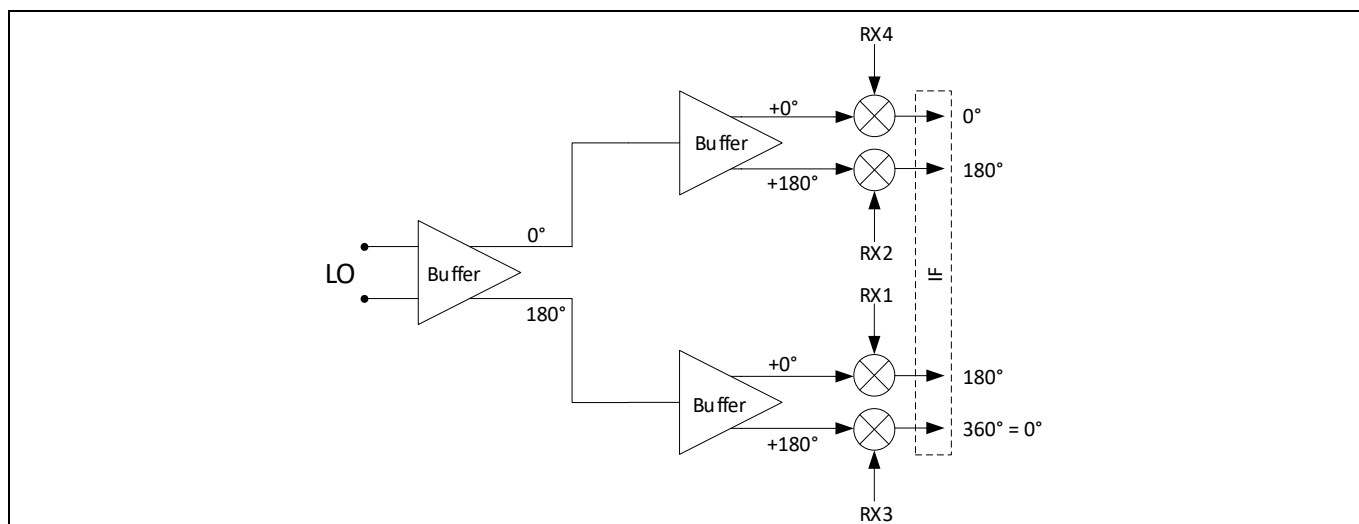 RX4
+0°
0°
Buffer
180°
+180°
0°
RX2
LO
Buffer
IF
RX1
180°
+0°
180°
Buffer
360° = 0°
+180°
RX3